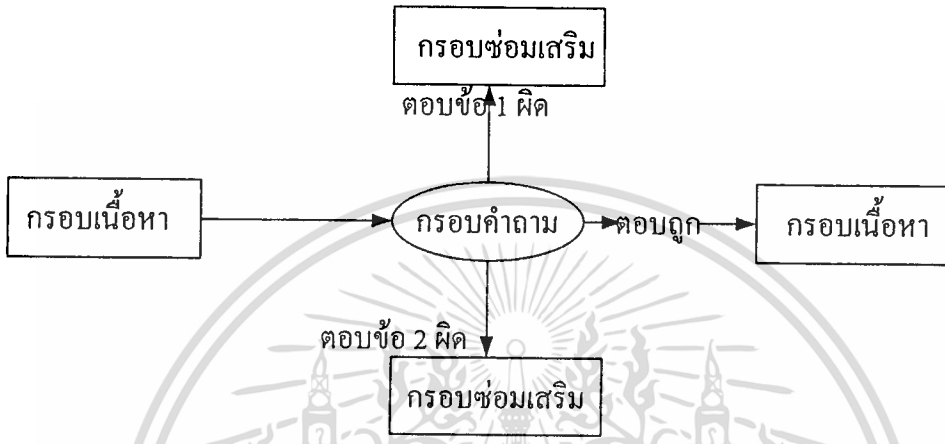 กรอบซ่อมเสริม
ตอบข้อ 1 ผิด
กรอบเนื้อหา
กรอบคำถาม
ตอบถูก
กรอบเนื้อหา
ตอบข้อ 2 ผิด
กรอบซ่อมเสริม